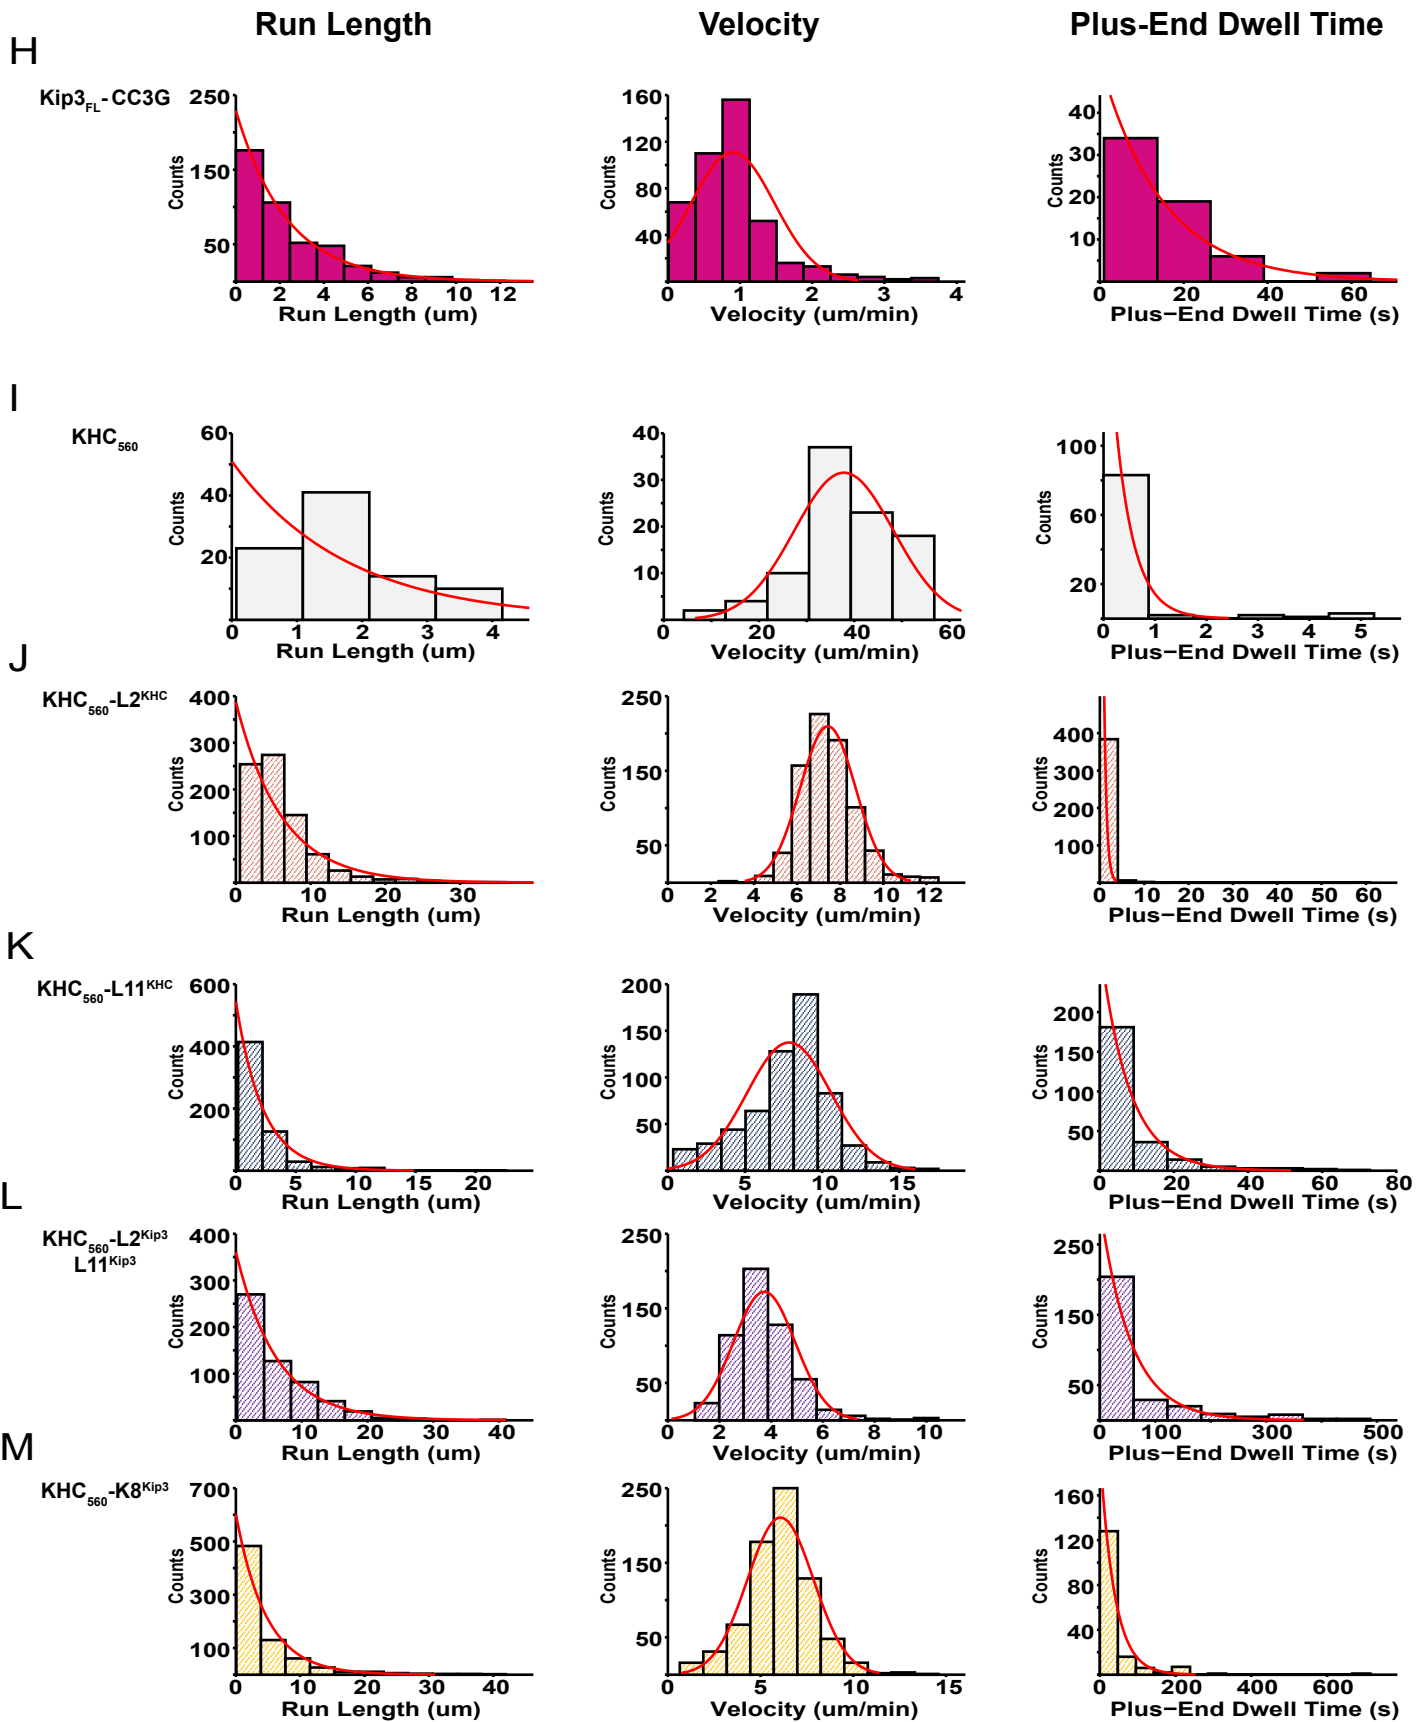 Run Length Velocity Plus-End Dwell Time
H
Kip3FL-CC3G
250
150
50
Counts
0 2 4 6 8 10 12
Run Length (um)
160
120
80
40
Counts
0 1 2 3 4
Velocity (um/min)
40
30
20
10
Counts
0 20 40 60
Plus−End Dwell Time (s)
I
KHC560
60
40
20
Counts
0 1 2 3 4
Run Length (um)
40
30
20
10
Counts
0 20 40 60
Velocity (um/min)
100
60
20
Counts
0 1 2 3 4 5
Plus−End Dwell Time (s)
J
KHC560-L2KHC
400
300
200
100
Counts
0 10 20 30
Run Length (um)
250
150
50
Counts
0 2 4 6 8 10 12
Velocity (um/min)
400
300
200
100
Counts
0 10 20 30 40 50 60
Plus−End Dwell Time (s)
K
KHC560-L11KHC
600
400
200
Counts
0 5 10 15 20
Run Length (um)
200
150
100
50
Counts
0 5 10 15
Velocity (um/min)
200
150
100
50
Counts
0 20 40 60 80
Plus−End Dwell Time (s)
L
KHC560-L2Kip3
L11Kip3
400
300
200
100
Counts
0 10 20 30 40
Run Length (um)
250
150
50
Counts
0 2 4 6 8 10
Velocity (um/min)
250
150
50
Counts
0 100 300 500
Plus−End Dwell Time (s)
M
KHC560-K8Kip3
700
500
300
100
Counts
0 10 20 30 40
Run Length (um)
250
150
50
Counts
0 5 10 15
Velocity (um/min)
160
120
80
40
Counts
0 200 400 600
Plus−End Dwell Time (s)